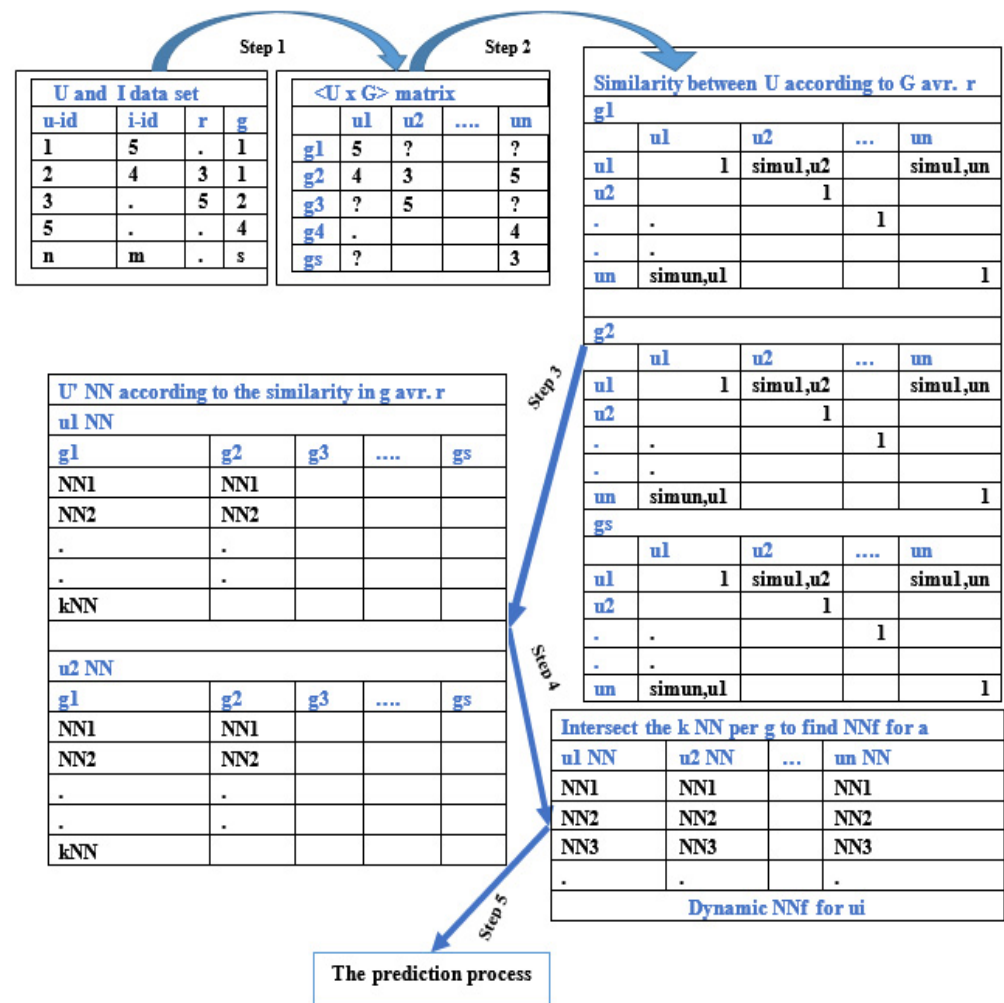 Step 1
Step 2
U and I data set
u-id i-id r g
1 5 . 1
2 4 3 1
3 . 5 2
5 . . 4
n m . s
<U x G> matrix
u1 u2 .... un
g1 5 ? ?
g2 4 3 5
g3 ? 5 ?
g4 . 4
gs ? 3
Similarity between U according to G avr. r
g1
u1 u2 ... un
u1 1 simu1,u2 simu1,un
u2 1
. . 1
. .
un simun,u1 1
g2
u1 u2 ... un
u1 1 simu1,u2 simu1,un
u2 1
. . 1
. .
un simun,u1 1
gs
u1 u2 .... un
u1 1 simu1,u2 simu1,un
u2 1
. . 1
. .
un simun,u1 1
Step 3
U' NN according to the similarity in g avr. r
u1 NN
g1 g2 g3 .... gs
NN1 NN1
NN2 NN2
. .
. .
kNN
u2 NN
g1 g2 g3 .... gs
NN1 NN1
NN2 NN2
. .
. .
kNN
Step 4
Intersect the k NN per g to find NNf for a
u1 NN u2 NN ... un NN
NN1 NN1 NN1
NN2 NN2 NN2
NN3 NN3 NN3
. . .
Dynamic NNf for ui
Step 5
The prediction process